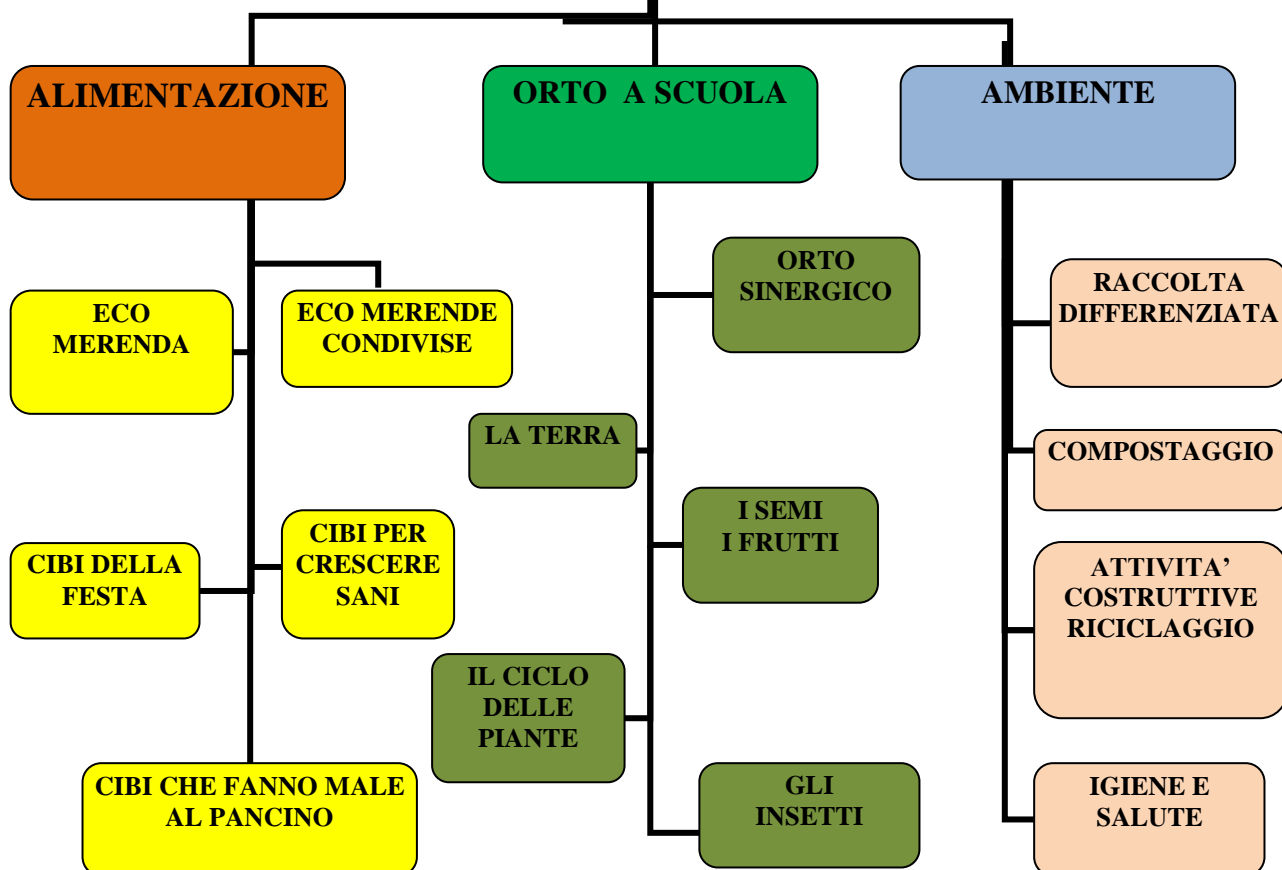 ALIMENTAZIONE
ORTO A SCUOLA
AMBIENTE
ECO
MERENDA
ECO MERENDE
CONDIVISE
CIBI DELLA
FESTA
CIBI PER
CRESCERE
SANI
CIBI CHE FANNO MALE
AL PANCINO
ORTO
SINERGICO
LA TERRA
I SEMI
I FRUTTI
IL CICLO
DELLE
PIANTE
GLI
INSETTI
RACCOLTA
DIFFERENZIATA
COMPOSTAGGIO
ATTIVITA’
COSTRUTTIVE
RICICLAGGIO
IGIENE E
SALUTE